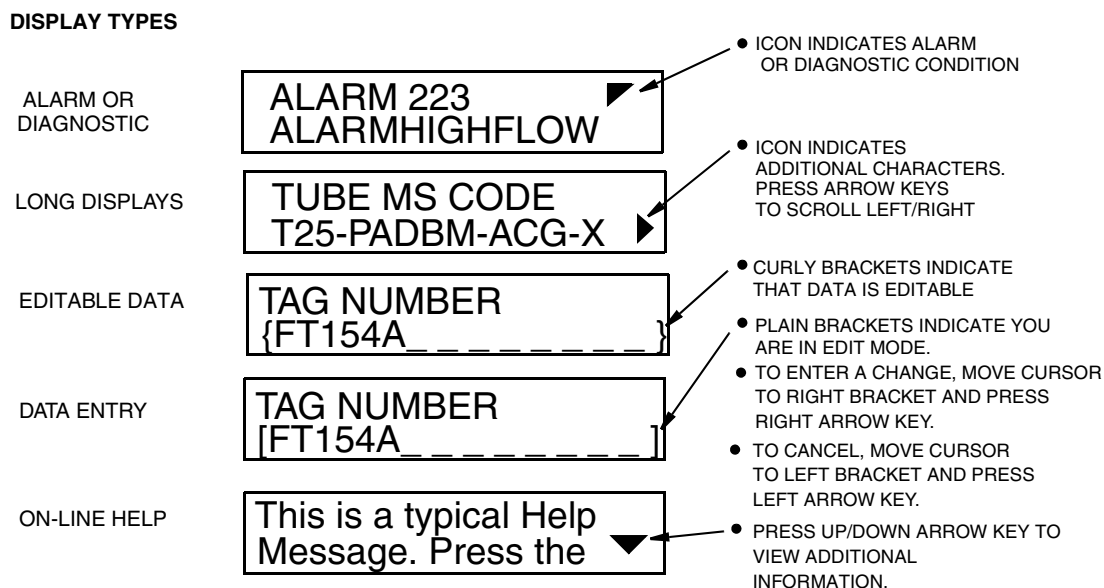 DISPLAY TYPES
ALARM OR
DIAGNOSTIC
ALARM 223
ALARMHIGHFLOW
● ICON INDICATES ALARM
OR DIAGNOSTIC CONDITION
LONG DISPLAYS
TUBE MS CODE
T25-PADBM-ACG-X
● ICON INDICATES
ADDITIONAL CHARACTERS.
PRESS ARROW KEYS
TO SCROLL LEFT/RIGHT
EDITABLE DATA
TAG NUMBER
{FT154A_ _ _ _ _ _ _ _ }
● CURLY BRACKETS INDICATE
THAT DATA IS EDITABLE
DATA ENTRY
TAG NUMBER
[FT154A_ _ _ _ _ _ _ _ ]
● PLAIN BRACKETS INDICATE YOU
ARE IN EDIT MODE.
● TO ENTER A CHANGE, MOVE CURSOR
TO RIGHT BRACKET AND PRESS
RIGHT ARROW KEY.
● TO CANCEL, MOVE CURSOR
TO LEFT BRACKET AND PRESS
LEFT ARROW KEY.
ON-LINE HELP
This is a typical Help
Message. Press the
● PRESS UP/DOWN ARROW KEY TO
VIEW ADDITIONAL
INFORMATION.